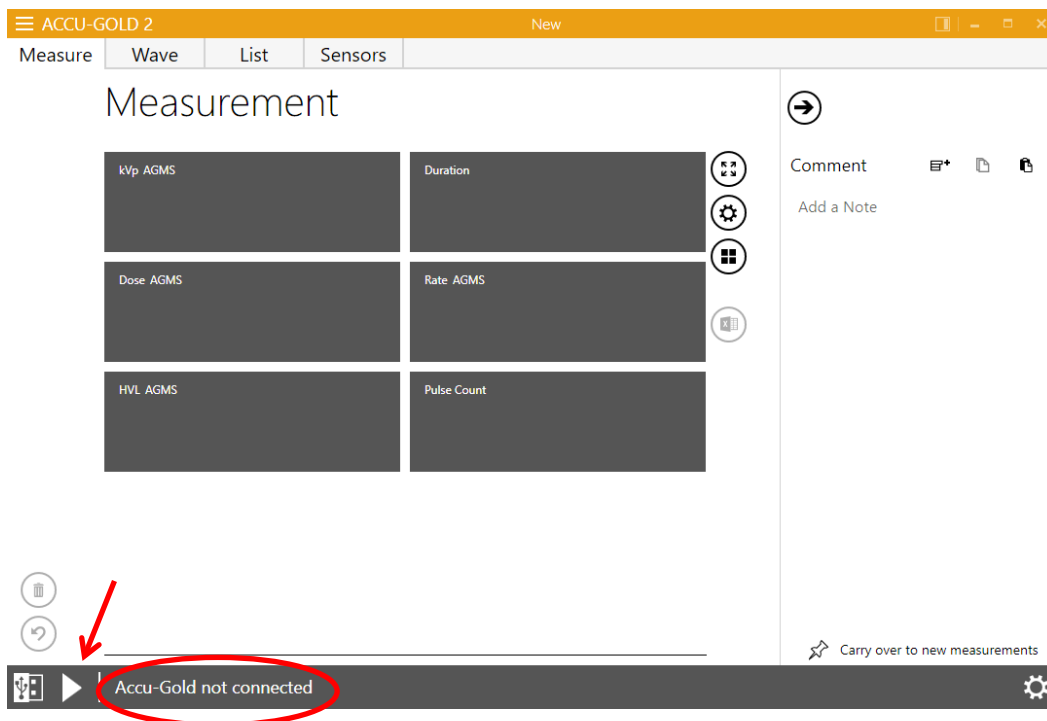 ACCU-GOLD 2
New
Measure Wave List Sensors
Measurement
kVp AGMS
Duration
Dose AGMS
Rate AGMS
HVL AGMS
Pulse Count
Comment
Add a Note
Carry over to new measurements
Accu-Gold not connected